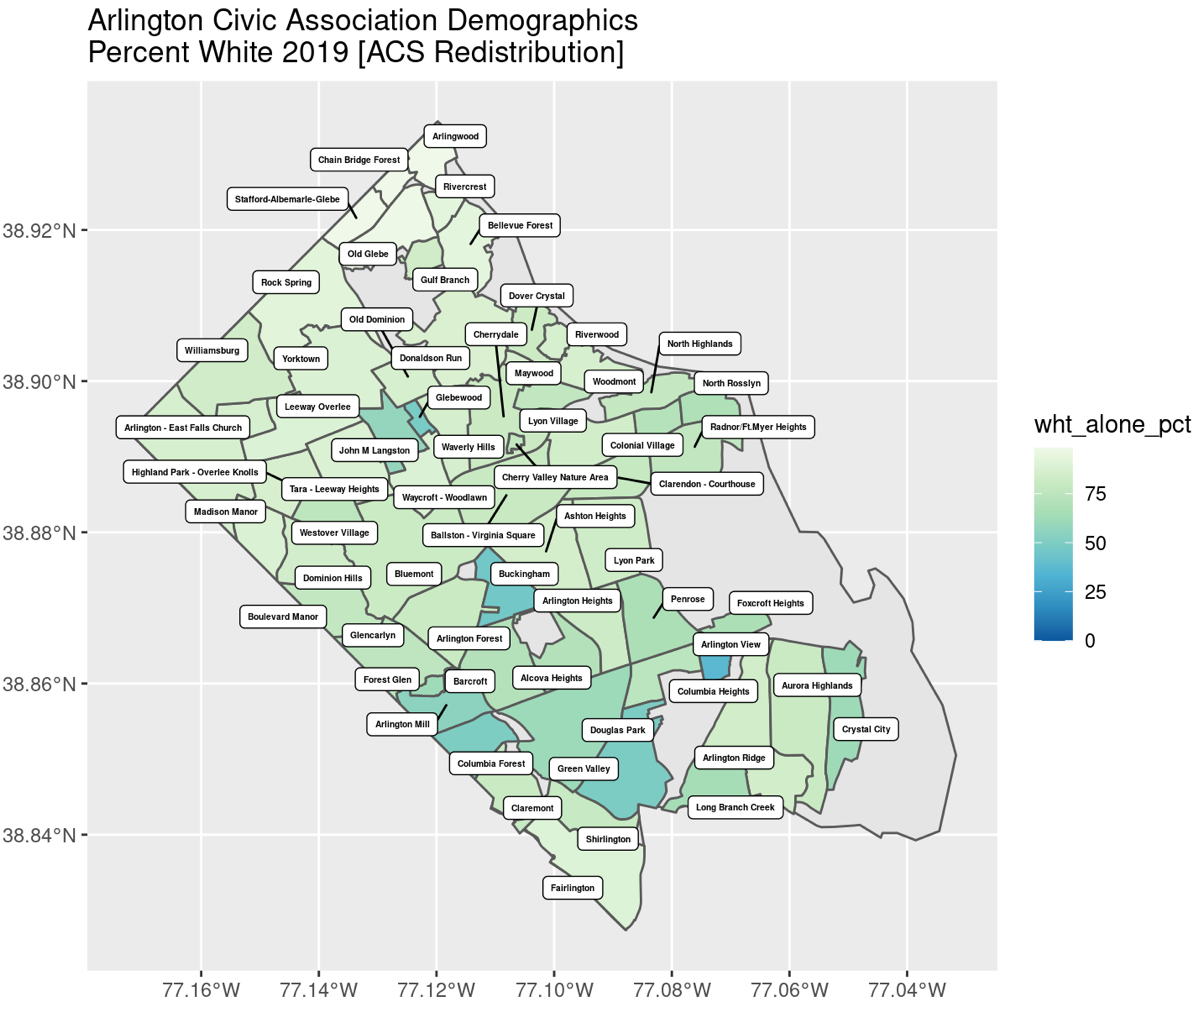 Arlington Civic Association Demographics
Percent White 2019 [ACS Redistribution]
Arlingwood
Chain Bridge Forest
Rivercrest
Stafford-Albemarle-Glebe
Bellevue Forest
38.92°N
Old Glebe
Gulf Branch
Rock Spring
Dover Crystal
Old Dominion
Cherrydale
Riverwood
North Highlands
Williamsburg
Yorktown
Donaldson Run
Maywood
38.90°N
Woodmont
North Rosslyn
Glebewood
Leeway Overlee
Lyon Village
Arlington - East Falls Church
Radnor/Ft.Myer Heights
wht_alone_pct
John M Langston
Waverly Hills
Colonial Village
Highland Park - Overlee Knolls
Cherry Valley Nature Area
Clarendon - Courthouse
Tara - Leeway Heights
Waycroft - Woodlawn
75
Madison Manor
Ashton Heights
Westover Village
Ballston - Virginia Square
38.88°N
50
Lyon Park
Dominion Hills
Bluemont
Buckingham
25
Arlington Heights
Penrose
Foxcroft Heights
Boulevard Manor
Glencarlyn
Arlington Forest
Arlington View
0
38.86°N
Forest Glen
Barcroft
Alcova Heights
Columbia Heights
Aurora Highlands
Arlington Mill
Douglas Park
Crystal City
Columbia Forest
Green Valley
Arlington Ridge
Claremont
Long Branch Creek
38.84°N
Shirlington
Fairlington
77.16°W 77.14°W 77.12°W 77.10°W 77.08°W 77.06°W 77.04°W